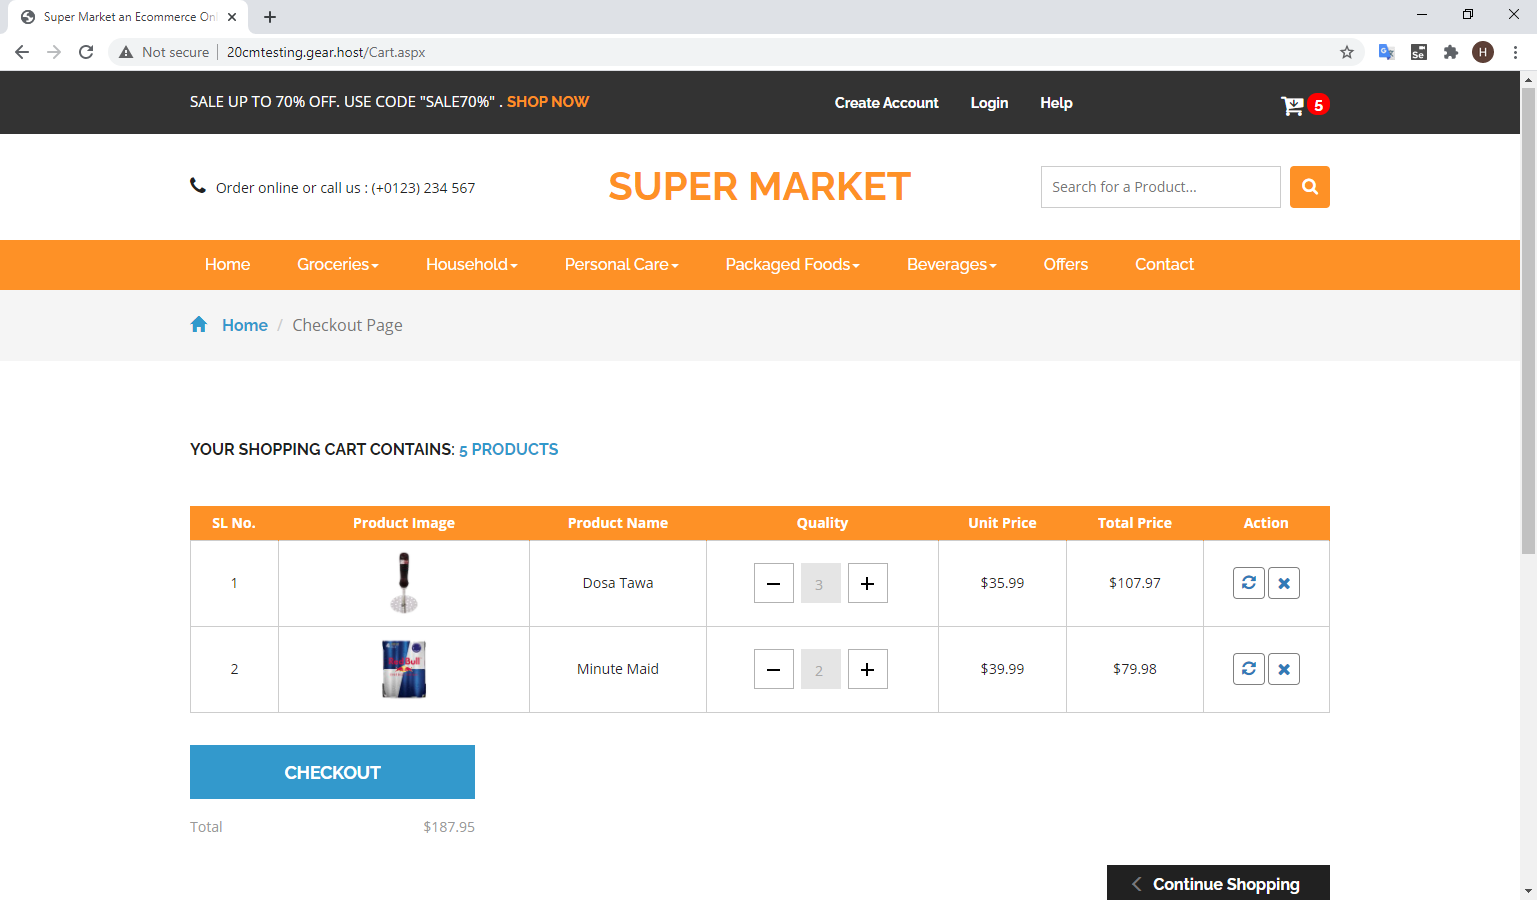 Super Market an Ecommerce Onl
Not secure
20cmtesting.gear.host/Cart.aspx
Se
H
SALE UP TO 70% OFF. USE CODE "SALE70%" . SHOP NOW
Create Account
Login
Help
5
Order online or call us : (+0123) 234 567
SUPER MARKET
Search for a Product...
Home
Groceries
Household
Personal Care
Packaged Foods
Beverages
Offers
Contact
Home / Checkout Page
YOUR SHOPPING CART CONTAINS: 5 PRODUCTS
SL No. Product Image Product Name Quality Unit Price Total Price Action
1 Dosa Tawa − 3 + $35.99 $107.97
Red Bull
2 Minute Maid − 2 + $39.99 $79.98
CHECKOUT
Total $187.95
Continue Shopping